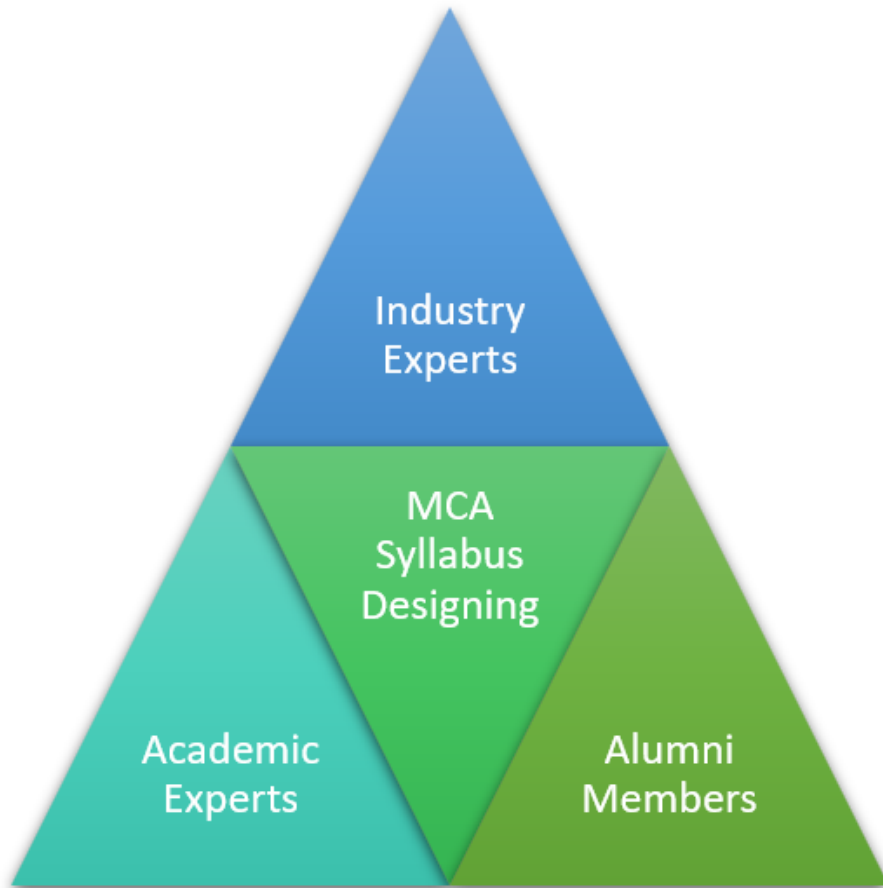 Industry
Experts
MCA
Syllabus
Designing
Academic
Experts
Alumni
Members